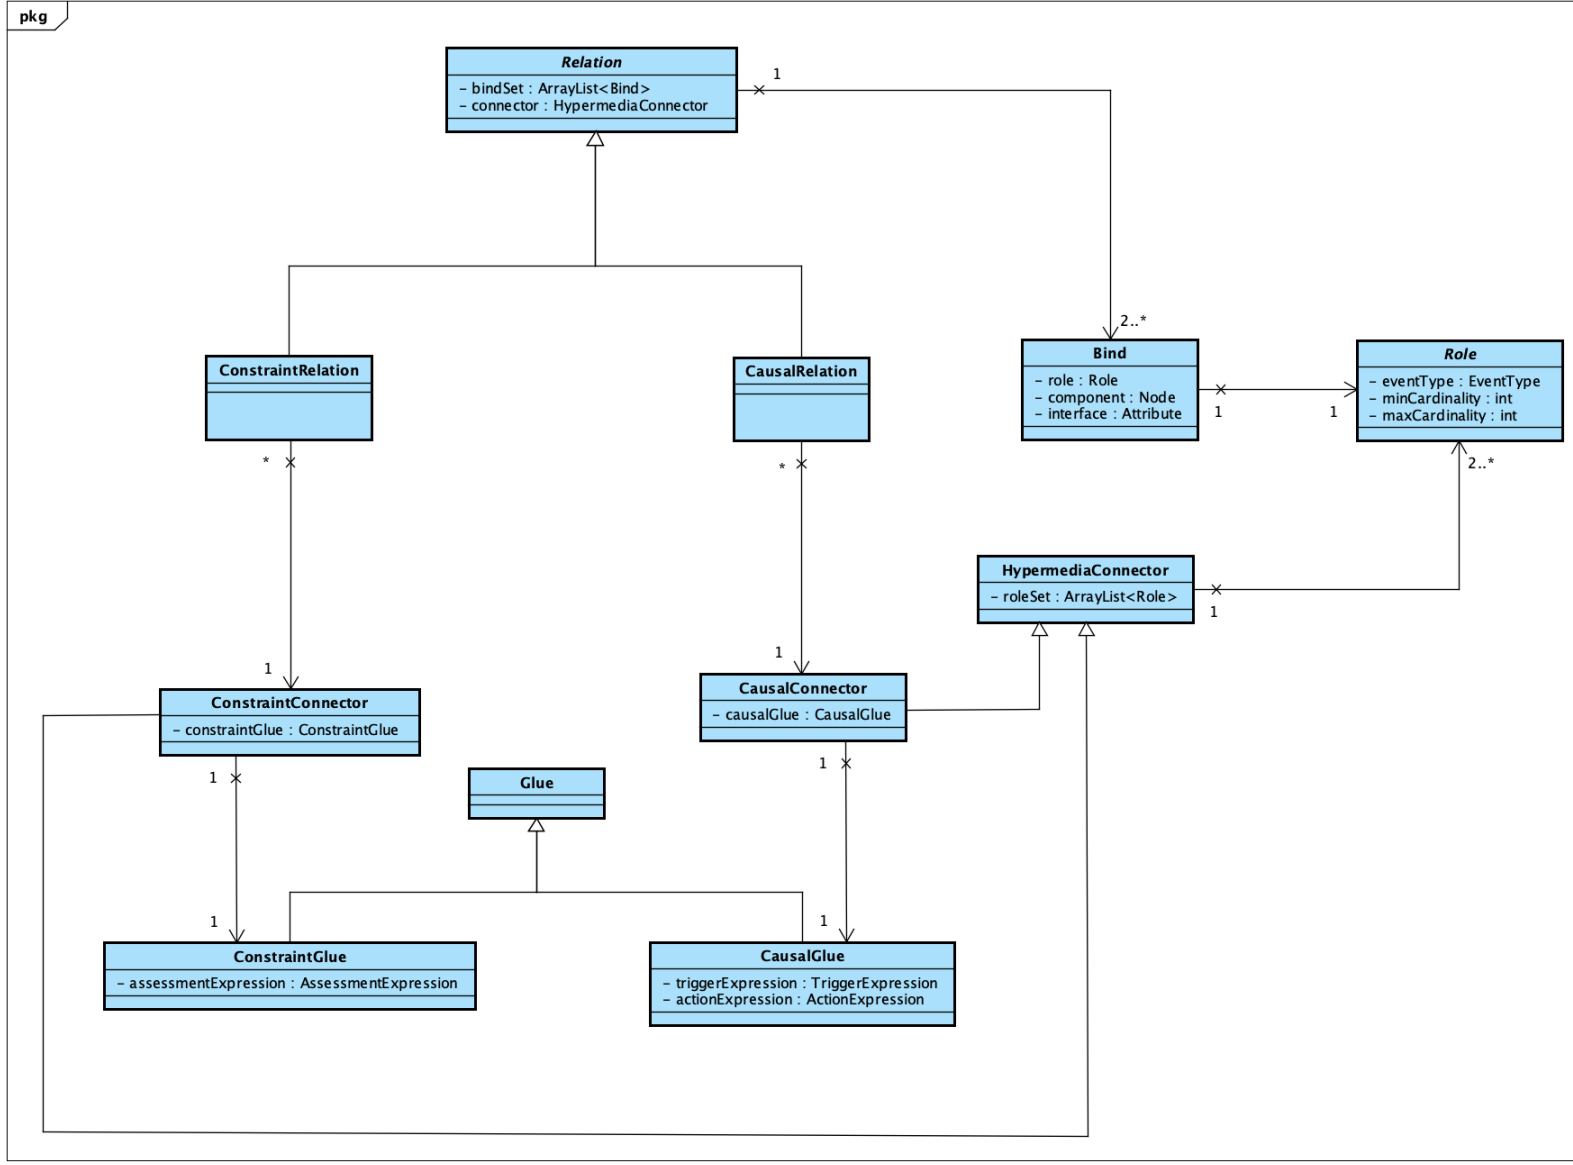 pkg
Relation
- bindSet : ArrayList<Bind>
- connector : HypermediaConnector
1
2..*
ConstraintRelation
CausalRelation
Bind
- role : Role
- component : Node
- interface : Attribute
1
1
Role
- eventType : EventType
- minCardinality : int
- maxCardinality : int
*
*
2..*
HypermediaConnector
- roleSet : ArrayList<Role>
1
1
1
ConstraintConnector
- constraintGlue : ConstraintGlue
CausalConnector
- causalGlue : CausalGlue
1
1
Glue
1
1
ConstraintGlue
- assessmentExpression : AssessmentExpression
CausalGlue
- triggerExpression : TriggerExpression
- actionExpression : ActionExpression